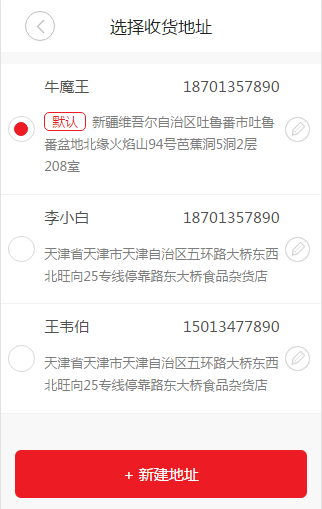 选择收货地址
牛魔王 18701357890
默认 新疆维吾尔自治区吐鲁番市吐鲁
番盆地北缘火焰山94号芭蕉洞5洞2层
208室
李小白 18701357890
天津省天津市天津自治区五环路大桥东西
北旺向25专线停靠路东大桥食品杂货店
王韦伯 15013477890
天津省天津市天津自治区五环路大桥东西
北旺向25专线停靠路东大桥食品杂货店
+ 新建地址